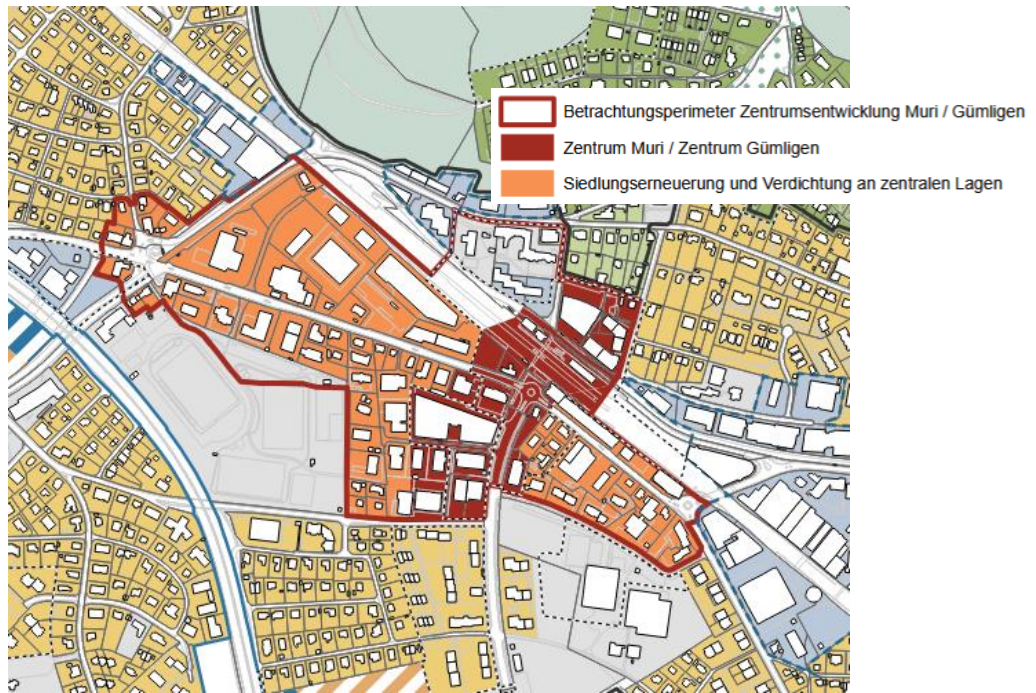 Betrachtungsperimeter Zentrumsentwicklung Muri / Gümligen
Zentrum Muri / Zentrum Gümligen
Siedlungserneuerung und Verdichtung an zentralen Lagen